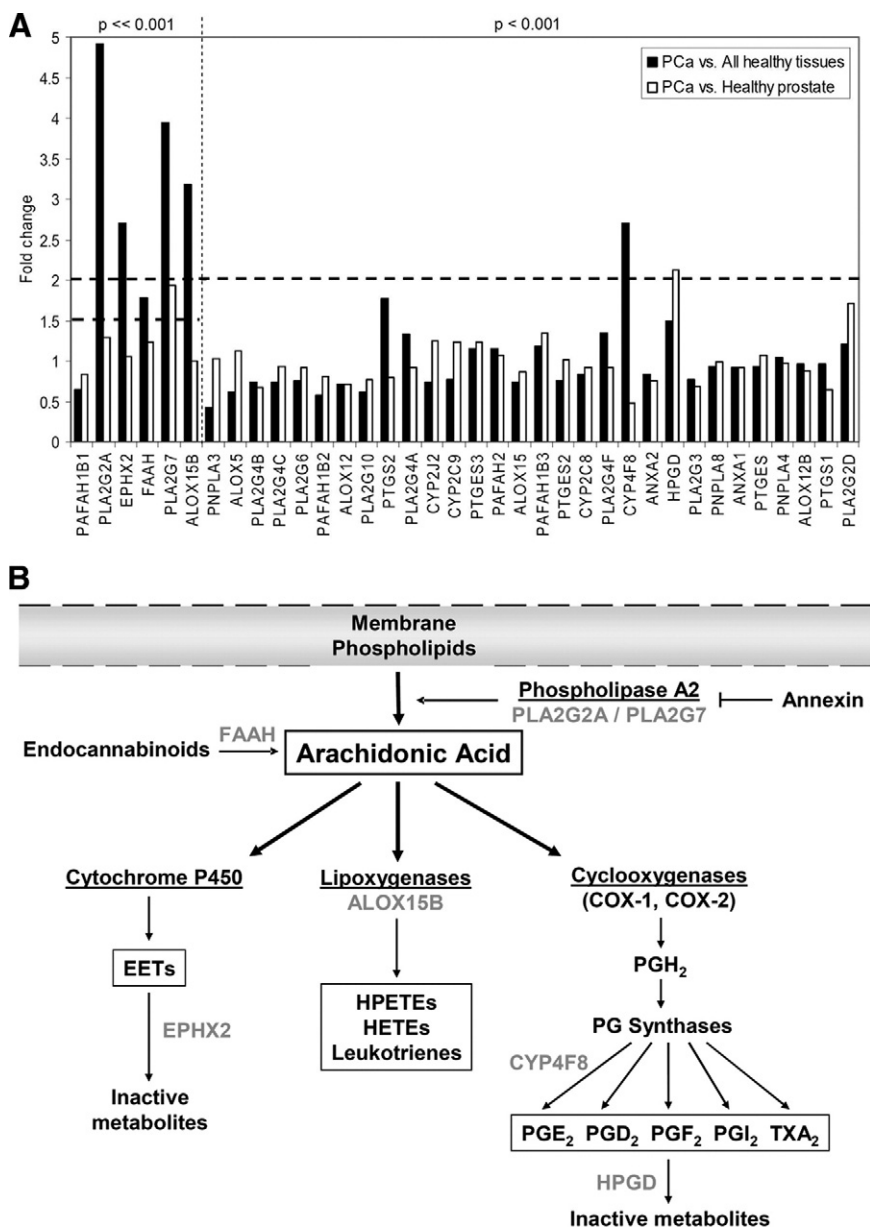 A
p << 0.001
p < 0.001
5
4.5
4
3.5
3
2.5
2
1.5
1
0.5
0
Fold change
PCa vs. All healthy tissues
PCa vs. Healthy prostate
PAFAH1B1
PLA2G2A
EPHX2
FAAH
PLA2G7
ALOX15B
PNPLA3
ALOX5
PLA2G4B
PLA2G4C
PLA2G6
PAFAH1B2
ALOX12
PLA2G10
PTGS2
PLA2G4A
CYP2J2
CYP2C9
PTGES3
PAFAH2
ALOX15
PAFAH1B3
PTGES2
CYP2C8
PLA2G4F
CYP4F8
ANXA2
HPGD
PLA2G3
PNPLA8
ANXA1
PTGES
PNPLA4
ALOX12B
PTGS1
PLA2G2D
B
Membrane
Phospholipids
Phospholipase A2
PLA2G2A / PLA2G7
Annexin
Endocannabinoids
FAAH
Arachidonic Acid
Cytochrome P450
EETs
EPHX2
Inactive
metabolites
Lipoxygenases
ALOX15B
HPETEs
HETEs
Leukotrienes
Cyclooxygenases
(COX-1, COX-2)
PGH₂
PG Synthases
CYP4F8
PGE₂ PGD₂ PGF₂ PGI₂ TXA₂
HPGD
Inactive metabolites